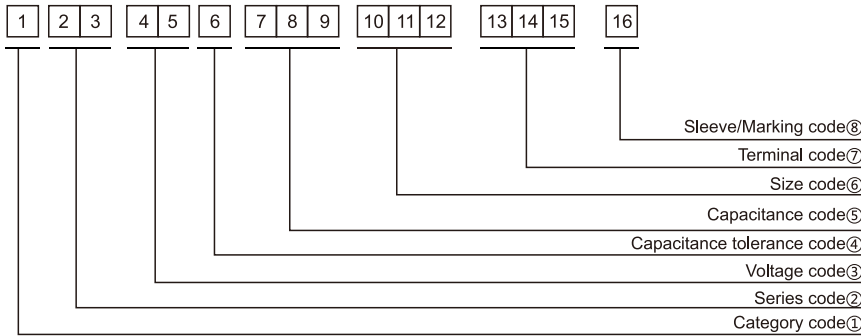 1 2 3 4 5 6 7 8 9 10 11 12 13 14 15 16
Sleeve/Marking code⑧
Terminal code⑦
Size code⑥
Capacitance code⑤
Capacitance tolerance code④
Voltage code③
Series code②
Category code①